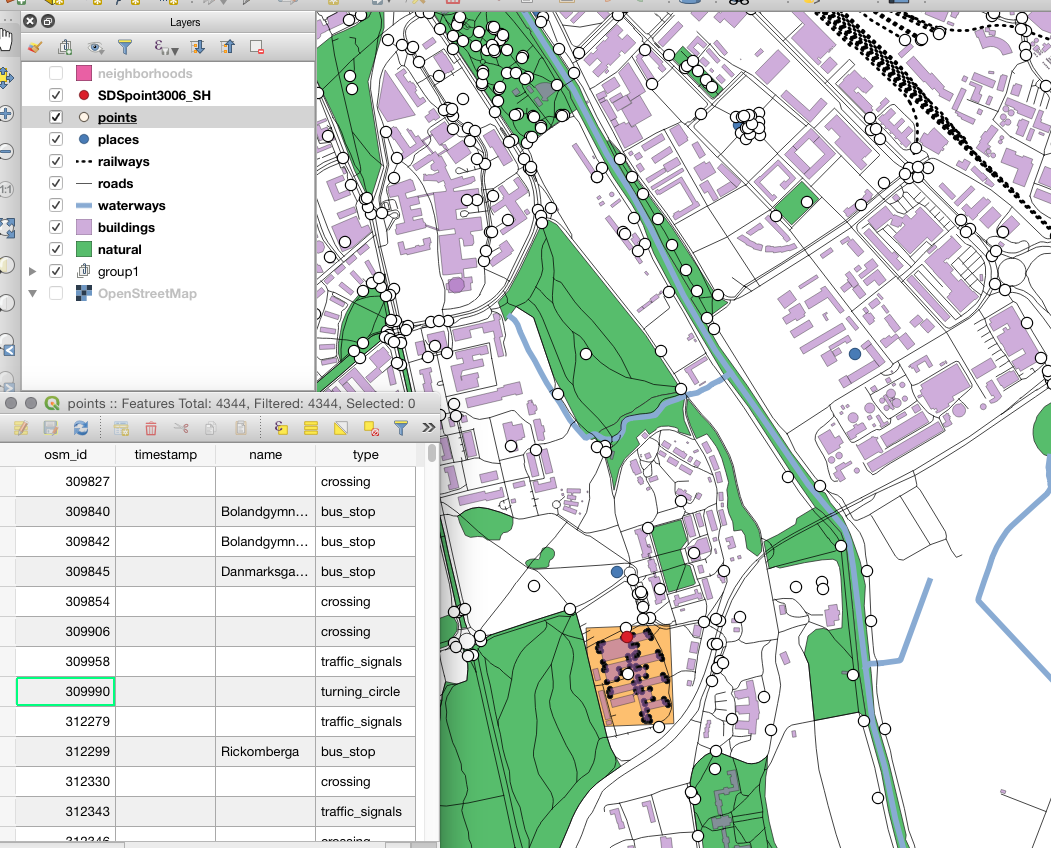 Layers
neighborhoods
SDSpoint3006_SH
points
places
railways
roads
waterways
buildings
natural
group1
OpenStreetMap
points :: Features Total: 4344, Filtered: 4344, Selected: 0
osm_id timestamp name type
309827 crossing
309840 Bolandgymn... bus_stop
309842 Bolandgymn... bus_stop
309845 Danmarksga... bus_stop
309854 crossing
309906 crossing
309958 traffic_signals
309990 turning_circle
312279 traffic_signals
312299 Rickomberga bus_stop
312330 crossing
312343 traffic_signals
312346 crossing